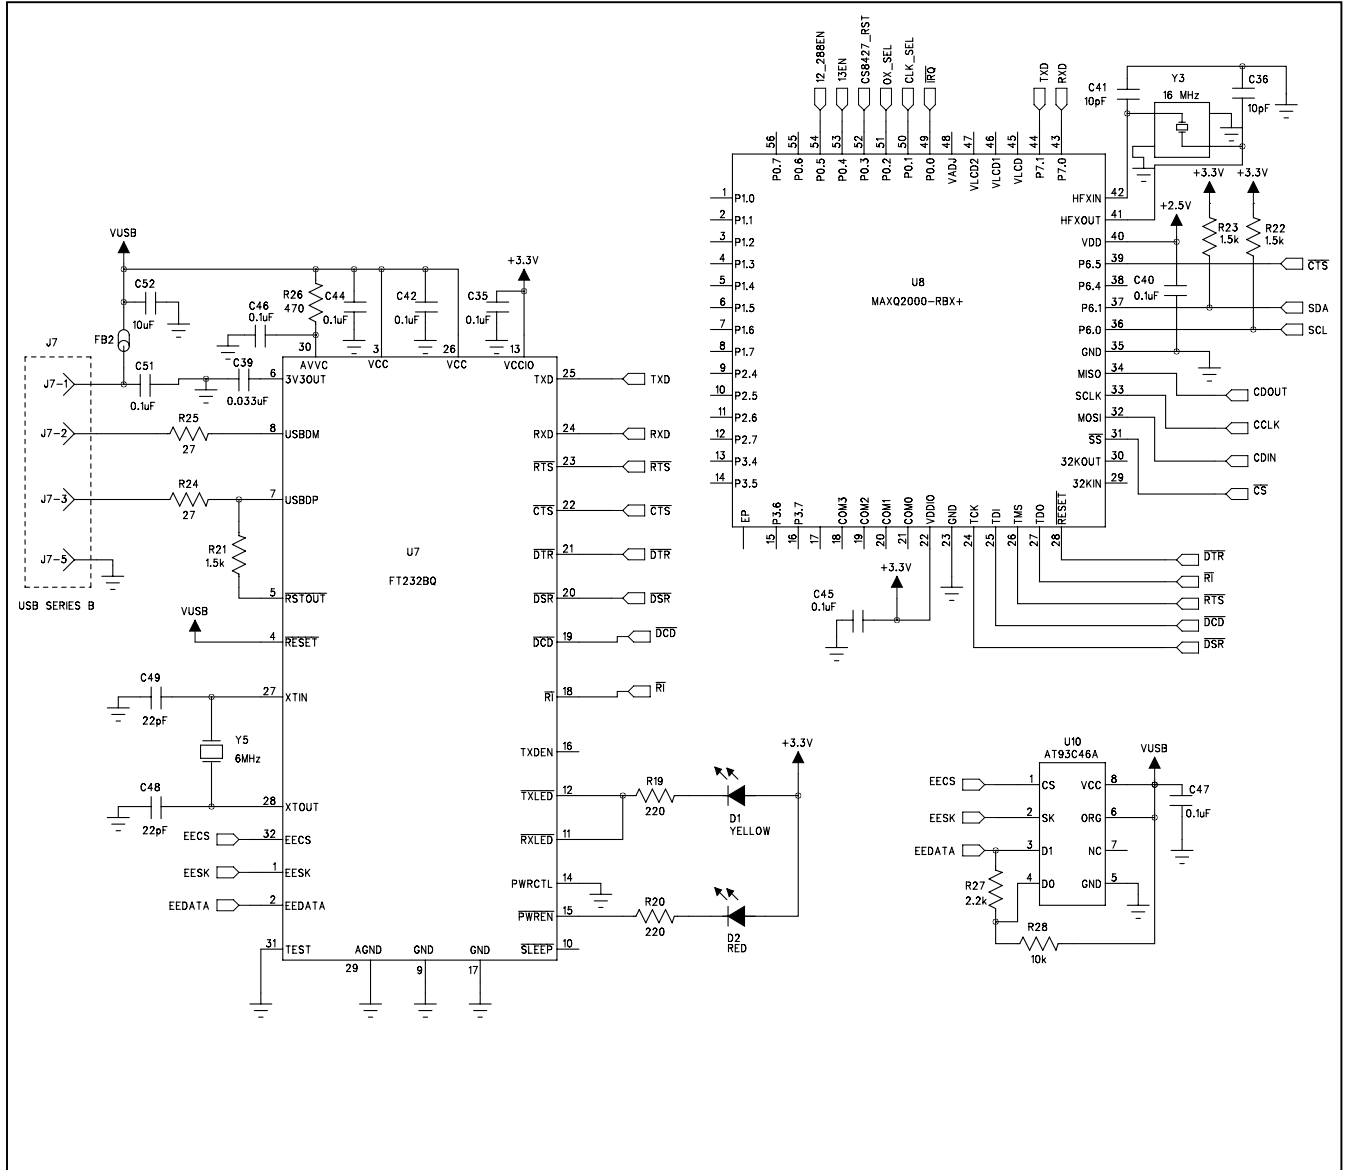 12_288EN
13EN
CS8427_RST
OX_SEL
CLK_SEL
IRQ
TXD
RXD
C41
10pF
Y3
16 MHz
C36
10pF
56 55 54 53 52 51 50 49 48 47 46 45 44 43
P0.7 P0.6 P0.5 P0.4 P0.3 P0.2 P0.1 P0.0 VADJ VLCD2 VLCD1 VLCD P7.1 P7.0
1 P1.0
2 P1.1
3 P1.2
4 P1.3
5 P1.4
6 P1.5
7 P1.6
8 P1.7
9 P2.4
10 P2.5
11 P2.6
12 P2.7
13 P3.4
14 P3.5
U8
MAXQ2000-RBX+
HFXIN 42
HFXOUT 41
VDD 40
P6.5 39
P6.4 38
P6.1 37
P6.0 36
GND 35
MISO 34
SCLK 33
MOSI 32
SS 31
32KOUT 30
32KIN 29
+3.3V
+3.3V
+2.5V
R23
1.5k
R22
1.5k
C40
0.1uF
CTS
SDA
SCL
CDOUT
CCLK
CDIN
CS
EP P3.6 P3.7 COM3 COM2 COM1 COM0 VDDIO GND TCK TDI TMS TDO RESET
15 16 17 18 19 20 21 22 23 24 25 26 27 28
+3.3V
C45
0.1uF
DTR
RI
RTS
DCD
DSR
VUSB
C52
10uF
FB2
C46
0.1uF
R26
470
C44
0.1uF
C42
0.1uF
C35
0.1uF
+3.3V
J7
J7-1
J7-2
J7-3
J7-5
USB SERIES B
C51
0.1uF
C39
0.033uF
R25
27
R24
27
R21
1.5k
VUSB
30 3 26 13
AVVC VCC VCC VCCIO
6 3V3OUT
8 USBDM
7 USBDP
5 RSTOUT
4 RESET
27 XTIN
28 XTOUT
32 EECS
1 EESK
2 EEDATA
31 TEST
U7
FT232BQ
TXD 25 TXD
RXD 24 RXD
RTS 23 RTS
CTS 22 CTS
DTR 21 DTR
DSR 20 DSR
DCD 19 DCD
RI 18 RI
TXDEN 16
TXLED 12
RXLED 11
PWRCTL 14
PWREN 15
SLEEP 10
AGND GND GND
29 9 17
C49
22pF
Y5
6MHz
C48
22pF
EECS
EESK
EEDATA
R19
220
D1
YELLOW
+3.3V
R20
220
D2
RED
U10
AT93C46A
VUSB
EECS 1 CS
EESK 2 SK
EEDATA 3 D1
4 DO
VCC 8
ORG 6
NC 7
GND 5
C47
0.1uF
R27
2.2k
R28
10k